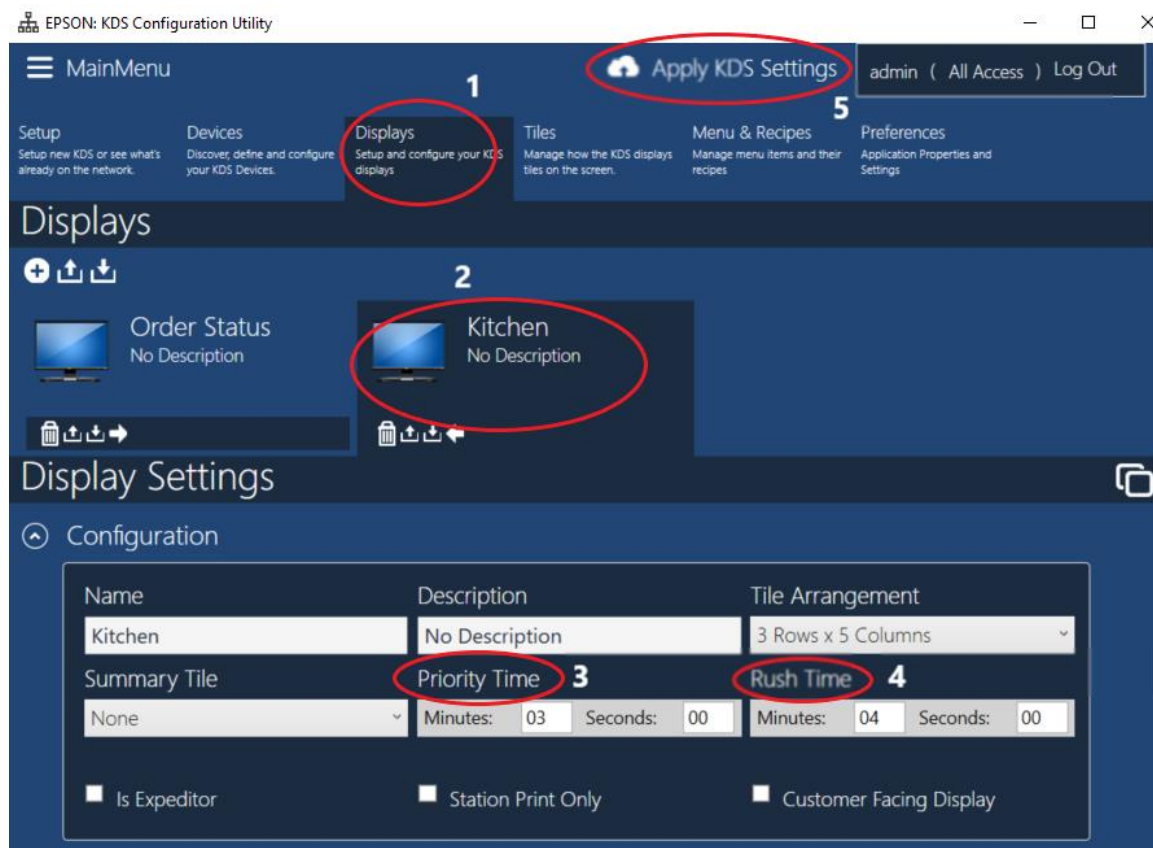 EPSON: KDS Configuration Utility
MainMenu
1
Apply KDS Settings
5
admin ( All Access ) Log Out
Setup
Setup new KDS or see what's
already on the network.
Devices
Discover, define and configure
your KDS Devices.
Displays
Setup and configure your KDS
displays
Tiles
Manage how the KDS displays
tiles on the screen.
Menu & Recipes
Manage menu items and their
recipes
Preferences
Application Properties and
Settings
Displays
2
Order Status
No Description
Kitchen
No Description
Display Settings
Configuration
Name
Description
Tile Arrangement
Kitchen
No Description
3 Rows x 5 Columns
Summary Tile
Priority Time 3
Rush Time 4
None
Minutes: 03 Seconds: 00
Minutes: 04 Seconds: 00
Is Expeditor
Station Print Only
Customer Facing Display